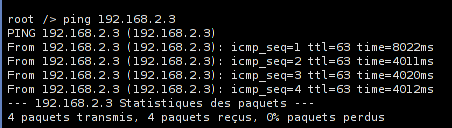 root /> ping 192.168.2.3
PING 192.168.2.3 (192.168.2.3)
From 192.168.2.3 (192.168.2.3): icmp_seq=1 ttl=63 time=8022ms
From 192.168.2.3 (192.168.2.3): icmp_seq=2 ttl=63 time=4011ms
From 192.168.2.3 (192.168.2.3): icmp_seq=3 ttl=63 time=4020ms
From 192.168.2.3 (192.168.2.3): icmp_seq=4 ttl=63 time=4012ms
--- 192.168.2.3 Statistiques des paquets ---
4 paquets transmis, 4 paquets reçus, 0% paquets perdus